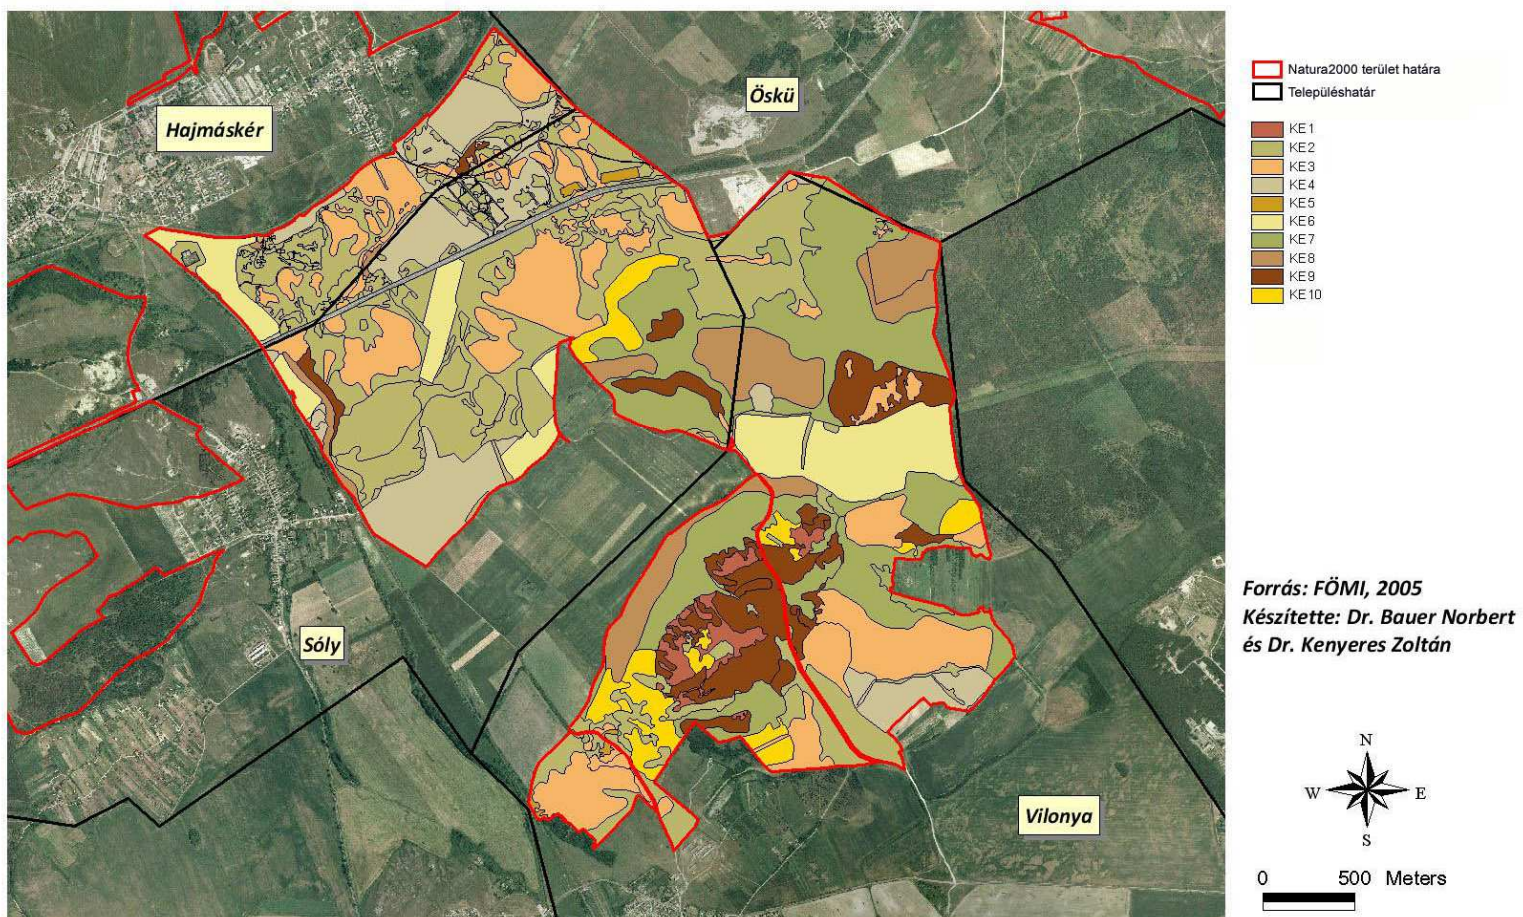 Hajmáskér
Öskü
Sóly
Vilonya
Natura2000 terület határa
Településhatár
KE1
KE2
KE3
KE4
KE5
KE6
KE7
KE8
KE9
KE10
Forrás: FÖMI, 2005
Készítette: Dr. Bauer Norbert
és Dr. Kenyeres Zoltán
N
W E
S
0 500 Meters